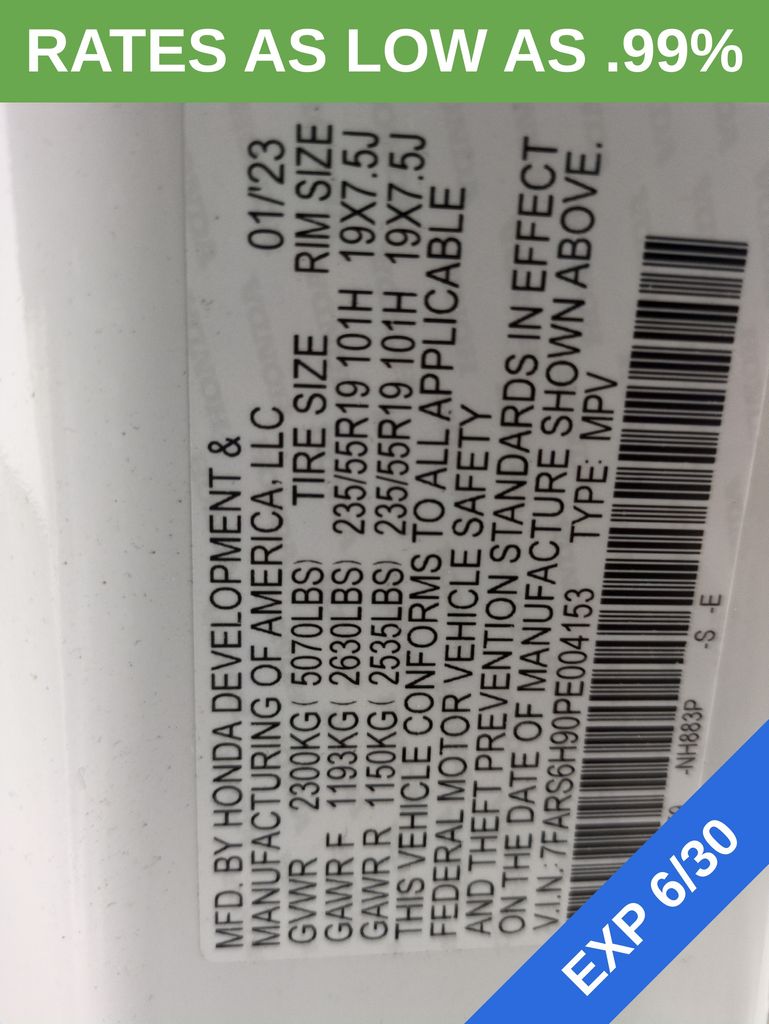 RATES AS LOW AS .99%
MFD. BY HONDA DEVELOPMENT &
MANUFACTURING OF AMERICA, LLC 01/'23
GVWR 2300KG( 5070LBS) TIRE SIZE RIM SIZE
GAWR F 1193KG( 2630LBS) 235/55R19 101H 19X7.5J
GAWR R 1150KG( 2535LBS) 235/55R19 101H 19X7.5J
THIS VEHICLE CONFORMS TO ALL APPLICABLE
FEDERAL MOTOR VEHICLE SAFETY
AND THEFT PREVENTION STANDARDS IN EFFECT
ON THE DATE OF MANUFACTURE SHOWN ABOVE.
V.I.N.: 7FARS6H90PE004153 TYPE: MPV
-NH883P -S -E
EXP 6/30